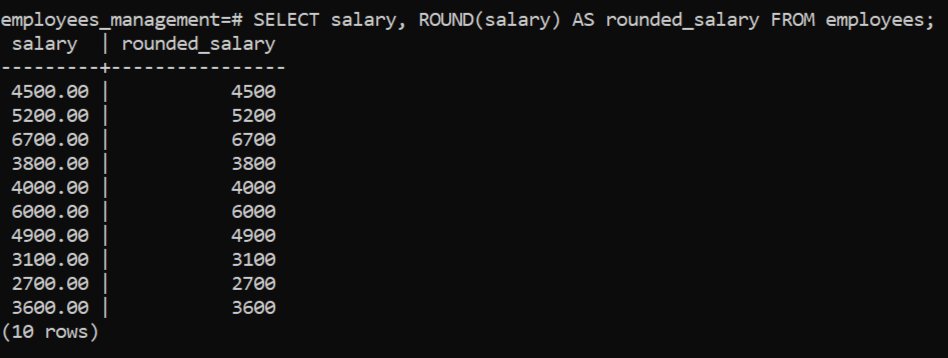 employees_management=# SELECT salary, ROUND(salary) AS rounded_salary FROM employees;
 salary  | rounded_salary
---------+----------------
 4500.00 |           4500
 5200.00 |           5200
 6700.00 |           6700
 3800.00 |           3800
 4000.00 |           4000
 6000.00 |           6000
 4900.00 |           4900
 3100.00 |           3100
 2700.00 |           2700
 3600.00 |           3600
(10 rows)